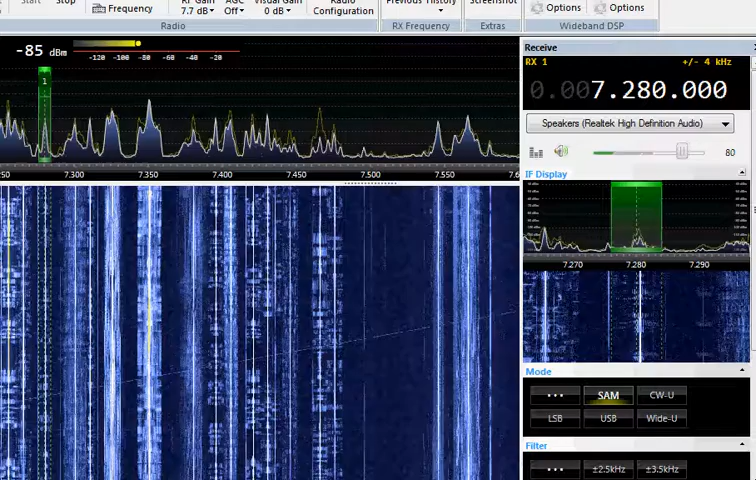 Start Stop Frequency RF Gain AGC Visual Gain Radio Previous History Screenshot Options Options
7.7 dB Off 0 dB Configuration
Radio RX Frequency Extras Wideband DSP
-85 dBm
-120 -100 -80 -60 -40 -20
1
7.300 7.350 7.400 7.450 7.500 7.550 7.6
Receive
RX 1 +/- 4 kHz
0.007.280.000
Speakers (Realtek High Definition Audio)
80
IF Display
7.270 7.280 7.290
Mode
... SAM CW-U
LSB USB Wide-U
Filter
... ±2.5kHz ±3.5kHz